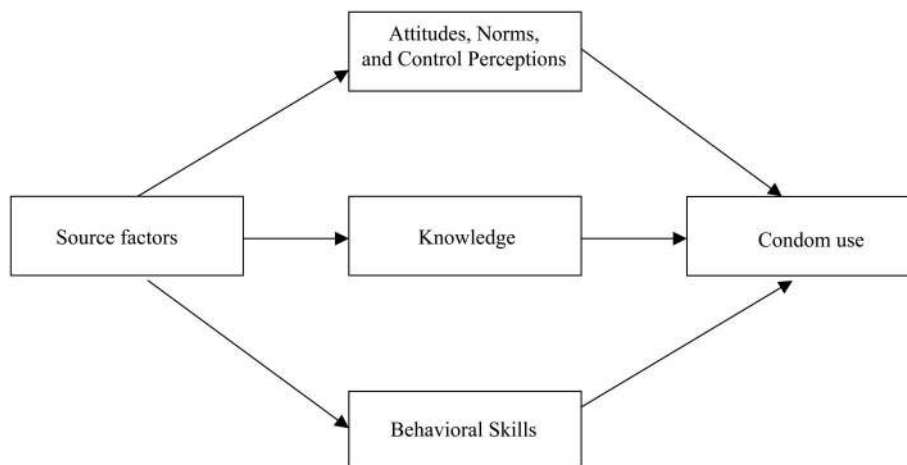 Attitudes, Norms,
and Control Perceptions
Source factors
Knowledge
Condom use
Behavioral Skills